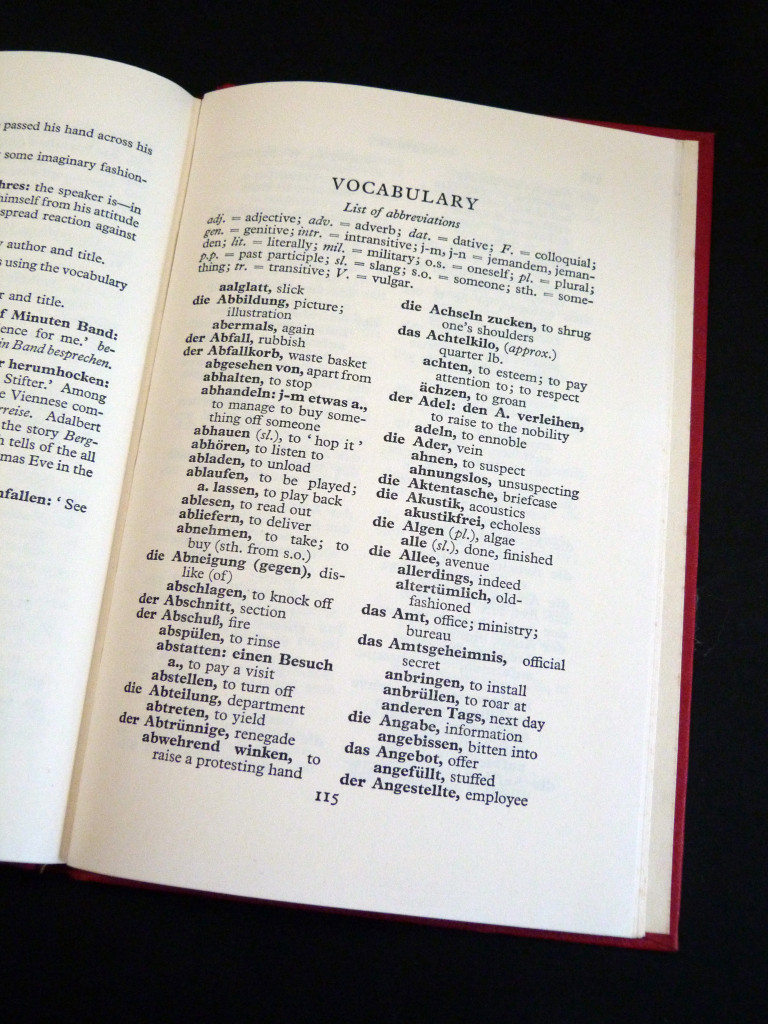 passed his hand across his
some imaginary fashion-
hres: the speaker is—in
himself from his attitude
spread reaction against
author and title.
using the vocabulary
r and title.
f Minuten Band:
ence for me.' be-
in Band besprechen.
r herumhocken:
Stifter.' Among
e Viennese com-
rreise. Adalbert
the story Berg-
h tells of the all
mas Eve in the
nfallen: ' See
VOCABULARY
List of abbreviations
adj. = adjective; adv. = adverb; dat. = dative; F. = colloquial;
gen. = genitive; intr. = intransitive; j-m, j-n = jemandem, jeman-
den; lit. = literally; mil. = military; o.s. = oneself; pl. = plural;
p.p. = past participle; sl. = slang; s.o. = someone; sth. = some-
thing; tr. = transitive; V. = vulgar.
aalglatt, slick
die Abbildung, picture;
illustration
abermals, again
der Abfall, rubbish
der Abfallkorb, waste basket
abgesehen von, apart from
abhalten, to stop
abhandeln: j-m etwas a.,
to manage to buy some-
thing off someone
abhauen (sl.), to ' hop it '
abhören, to listen to
abladen, to unload
ablaufen, to be played;
a. lassen, to play back
ablesen, to read out
abliefern, to deliver
abnehmen, to take; to
buy (sth. from s.o.)
die Abneigung (gegen), dis-
like (of)
abschlagen, to knock off
der Abschnitt, section
der Abschuß, fire
abspülen, to rinse
abstatten: einen Besuch
a., to pay a visit
abstellen, to turn off
die Abteilung, department
abtreten, to yield
der Abtrünnige, renegade
abwehrend winken, to
raise a protesting hand
die Achseln zucken, to shrug
one's shoulders
das Achtelkilo, (approx.)
quarter lb.
achten, to esteem; to pay
attention to; to respect
ächzen, to groan
der Adel: den A. verleihen,
to raise to the nobility
adeln, to ennoble
die Ader, vein
ahnen, to suspect
ahnungslos, unsuspecting
die Aktentasche, briefcase
die Akustik, acoustics
akustikfrei, echoless
die Algen (pl.), algae
alle (sl.), done, finished
die Allee, avenue
allerdings, indeed
altertümlich, old-
fashioned
das Amt, office; ministry;
bureau
das Amtsgeheimnis, official
secret
anbringen, to install
anbrüllen, to roar at
anderen Tags, next day
die Angabe, information
angebissen, bitten into
das Angebot, offer
angefüllt, stuffed
der Angestellte, employee
115